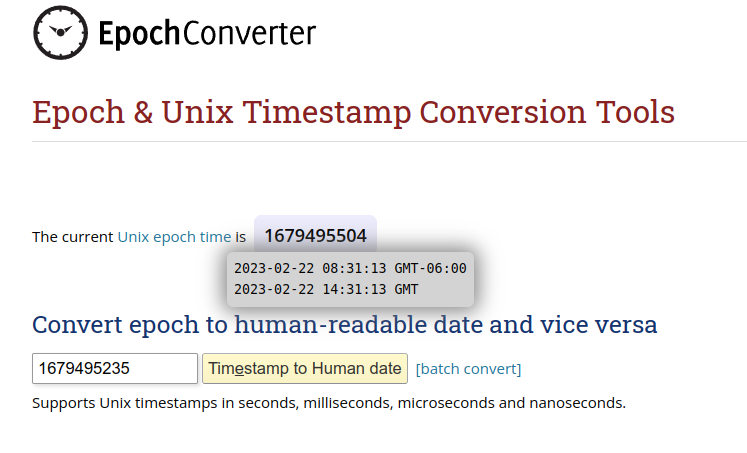 EpochConverter
Epoch & Unix Timestamp Conversion Tools
The current Unix epoch time is 1679495504
2023-02-22 08:31:13 GMT-06:00
2023-02-22 14:31:13 GMT
Convert epoch to human-readable date and vice versa
1679495235 Timestamp to Human date [batch convert]
Supports Unix timestamps in seconds, milliseconds, microseconds and nanoseconds.